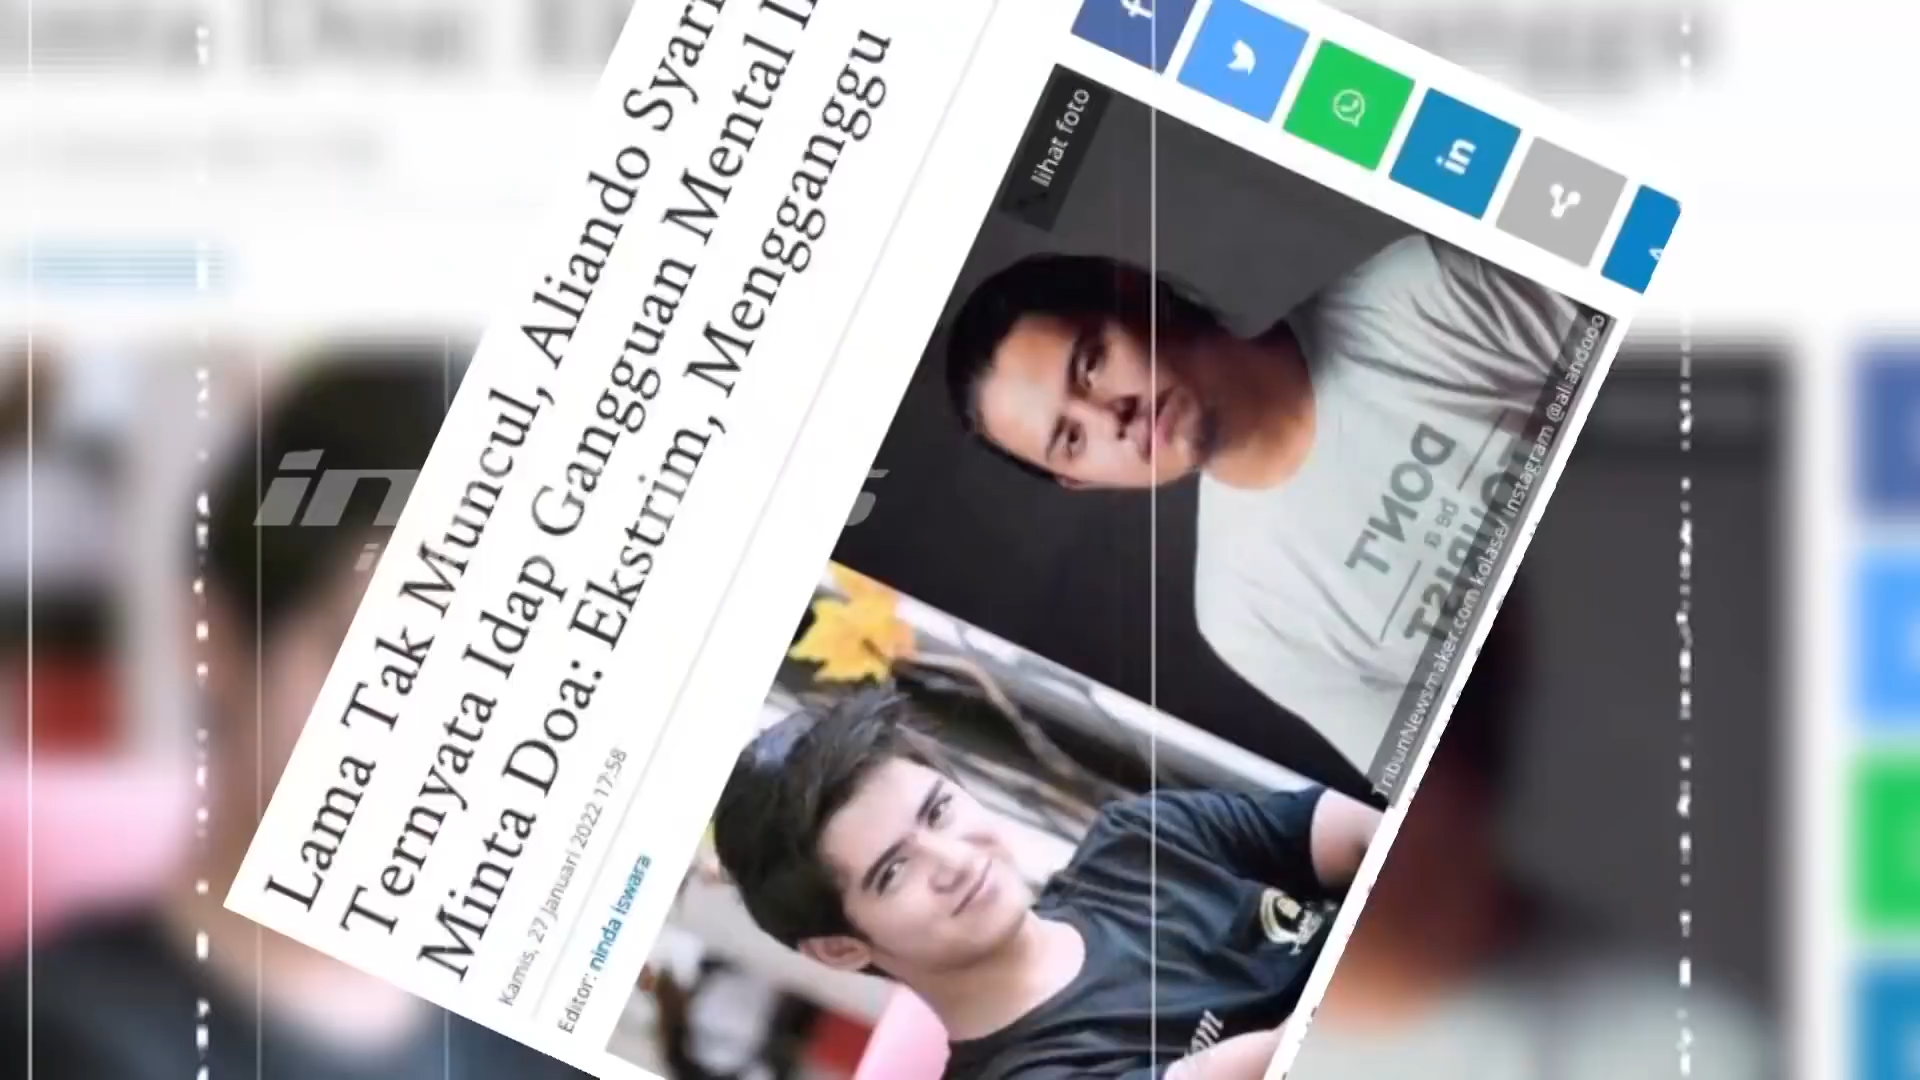 Lama Tak Muncul, Aliando Syari
Ternyata Idap Gangguan Mental I
Minta Doa: Ekstrim, Mengganggu
Kamis, 27 Januari 2022 17:58
Editor: ninda iswara
lihat foto
in
DON'T
be a
TribunNewsmaker.com kolase/ Instagram @aliandooo